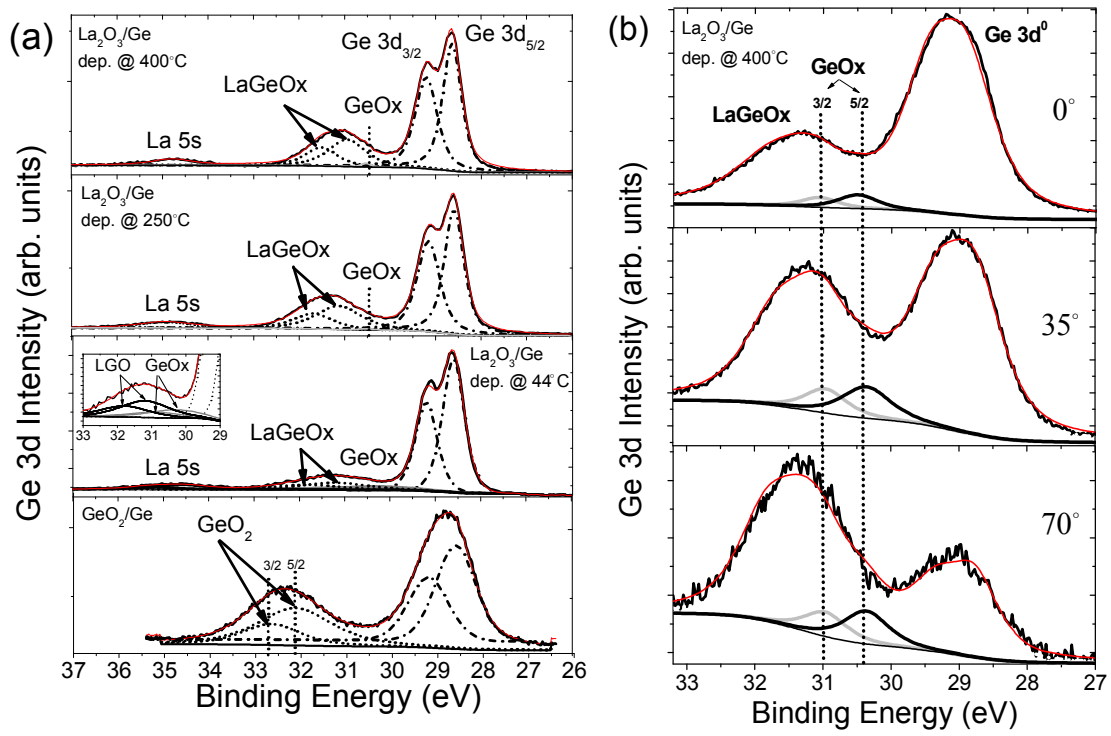 (a)
Ge 3d Intensity (arb. units)
La₂O₃/Ge
dep. @ 400°C
Ge 3d₃/₂
Ge 3d₅/₂
LaGeOx
GeOx
La 5s
La₂O₃/Ge
dep. @ 250°C
LaGeOx
GeOx
La 5s
La₂O₃/Ge
dep. @ 44°C
LGO
GeOx
33 32 31 30 29
LaGeOx
GeOx
La 5s
GeO₂/Ge
GeO₂
3/2 5/2
37 36 35 34 33 32 31 30 29 28 27 26
Binding Energy (eV)
(b)
Ge 3d Intensity (arb. units)
La₂O₃/Ge
dep. @ 400°C
Ge 3d⁰
GeOx
3/2 5/2
LaGeOx
0°
35°
70°
33 32 31 30 29 28 27
Binding Energy (eV)